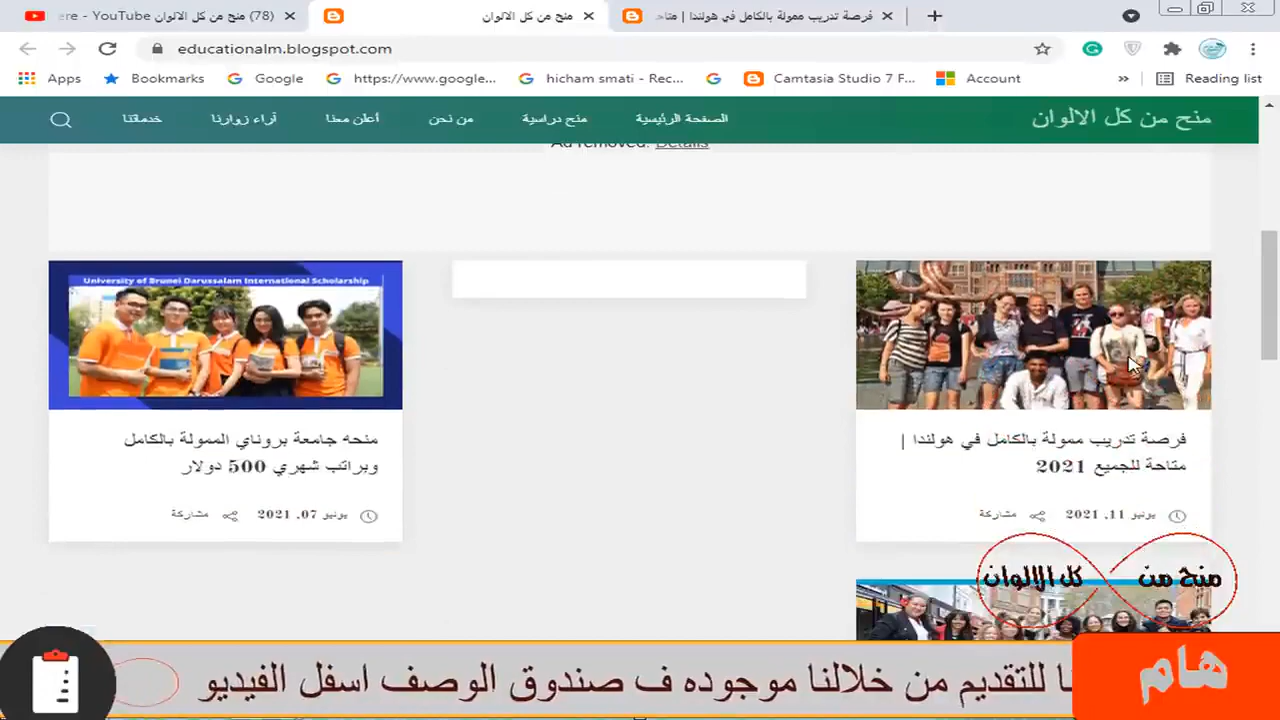 ere - YouTube منح من كل الالوان (78)
منح من كل الالوان
فرصة تدريب ممولة بالكامل في هولندا | متاح
educationalm.blogspot.com
Apps
Bookmarks
Google
https://www.google...
hicham smati - Rec...
Camtasia Studio 7 F...
Account
»
Reading list
منح من كل الالوان
الصفحة الرئيسية
منح دراسية
من نحن
أعلن معنا
آراء زوارنا
خدماتنا
Ad removed. Details
University of Brunei Darussalam International Scholarship
فرصة تدريب ممولة بالكامل في هولندا |
متاحة للجميع 2021
يونيو 11, 2021
مشاركة
منحه جامعة بروناي الممولة بالكامل
وبراتب شهري 500 دولار
يونيو 07, 2021
مشاركة
منح من كل الالوان
نا للتقديم من خلالنا موجوده ف صندوق الوصف اسفل الفيديو
هام